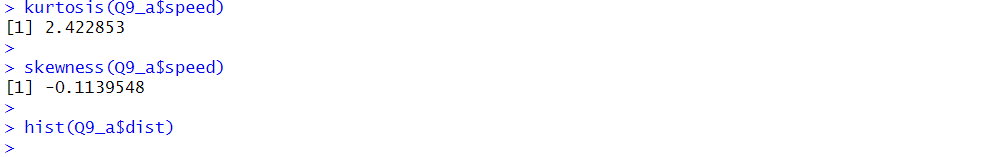 > kurtosis(Q9_a$speed)
[1] 2.422853
>
> skewness(Q9_a$speed)
[1] -0.1139548
>
> hist(Q9_a$dist)
>